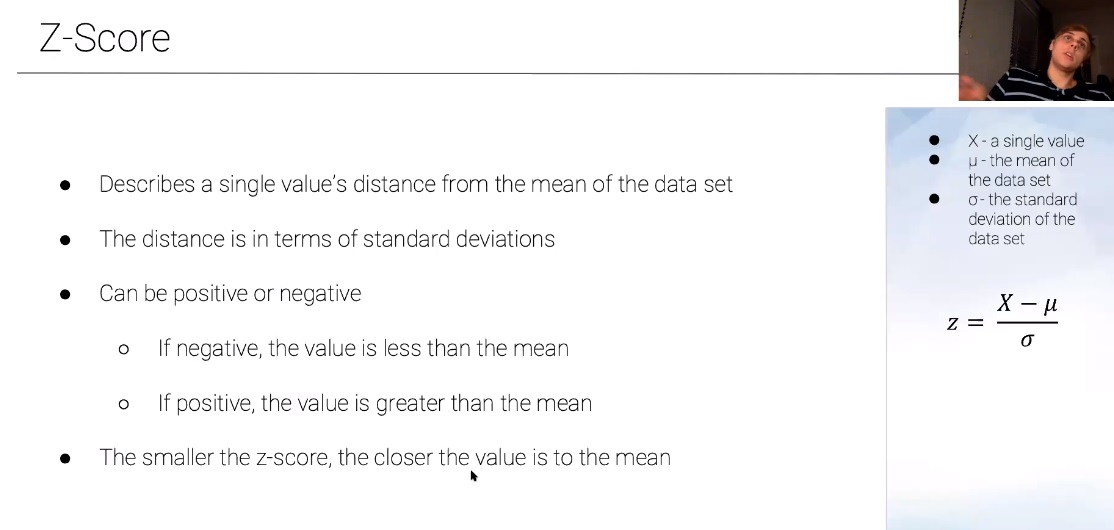 Z-Score
● Describes a single value's distance from the mean of the data set
● The distance is in terms of standard deviations
● Can be positive or negative
○ If negative, the value is less than the mean
○ If positive, the value is greater than the mean
● The smaller the z-score, the closer the value is to the mean
● X - a single value
● μ - the mean of
the data set
● σ- the standard
deviation of the
data set
z = (X − μ) / σ